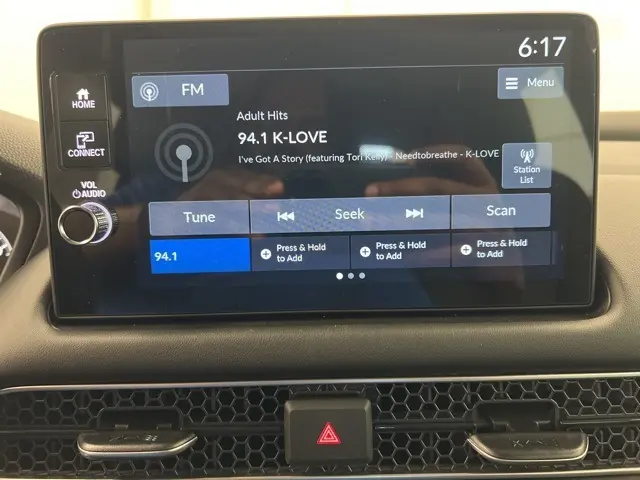 6:17
FM
Menu
HOME
Adult Hits
94.1 K-LOVE
I've Got A Story (featuring Tori Kelly) - Needtobreathe - K-LOVE
CONNECT
Station
List
VOL
AUDIO
Tune
Seek
Scan
94.1
Press & Hold
to Add
Press & Hold
to Add
Press & Hold
to Add